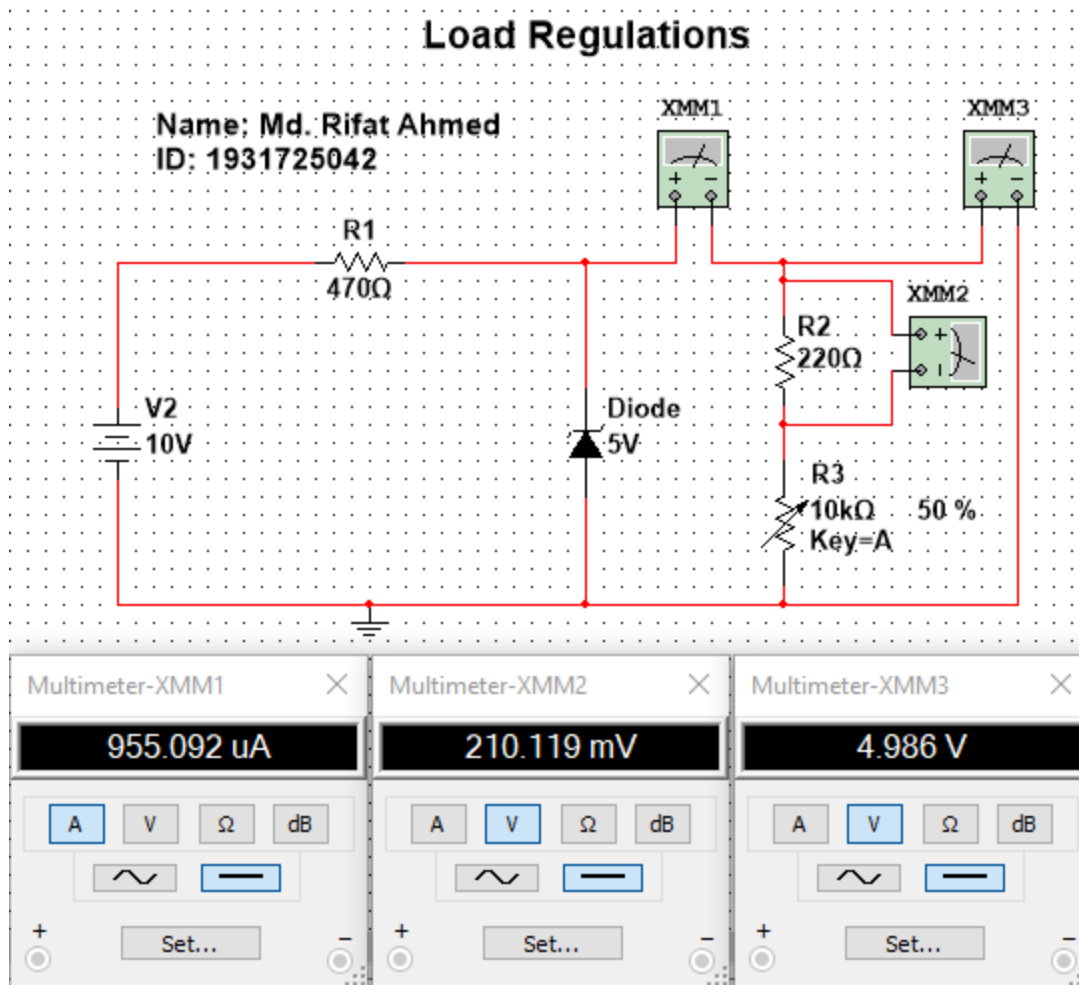 Load Regulations
Name: Md. Rifat Ahmed
ID: 1931725042
XMM1
XMM3
+ −
+ −
R1
470Ω
XMM2
+
−
R2
220Ω
V2
10V
Diode
5V
R3
10kΩ 50 %
Key=A
Multimeter-XMM1
955.092 uA
A V Ω dB
+ Set... −
Multimeter-XMM2
210.119 mV
A V Ω dB
+ Set... −
Multimeter-XMM3
4.986 V
A V Ω dB
+ Set... −